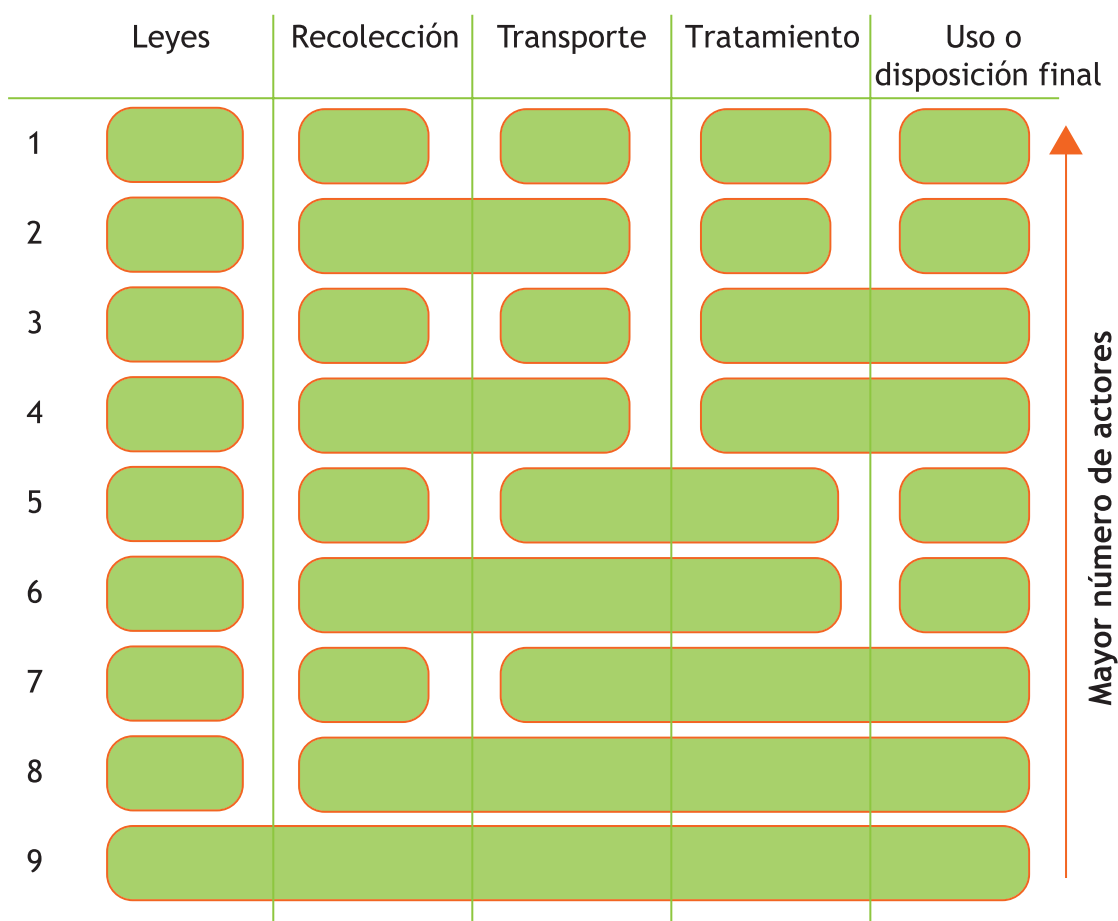 Leyes
Recolección
Transporte
Tratamiento
Uso o
disposición final
1
2
3
4
5
6
7
8
9
Mayor número de actores